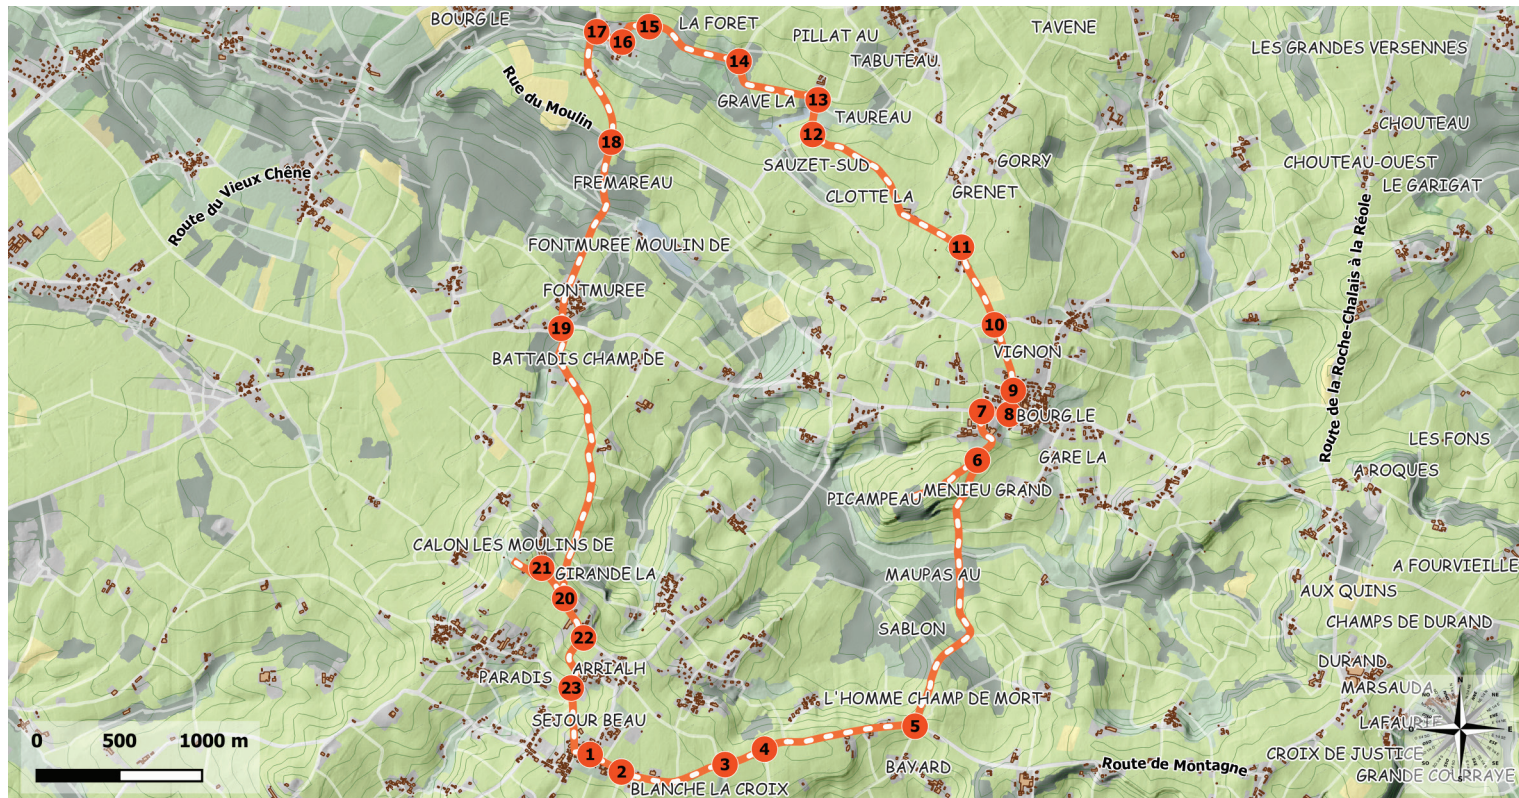 BOURG LE
17
16
15
LA FORET
PILLAT AU
TAVENE
LES GRANDES VERSENNES
TABUTEAU
14
Rue du Moulin
GRAVE LA
13
TAUREAU
12
CHOUTEAU
18
SAUZET-SUD
GORRY
CHOUTEAU-OUEST
Route du Vieux Chêne
FREMAREAU
CLOTTE LA
GRENET
LE GARIGAT
FONTMUREE MOULIN DE
11
Route de la Roche-Chalais à la Réole
FONTMUREE
19
10
BATTADIS CHAMP DE
VIGNON
9
7
8
BOURG LE
LES FONS
6
GARE LA
A ROQUES
PICAMPEAU
MENIEU GRAND
CALON LES MOULINS DE
21
GIRANDE LA
MAUPAS AU
A FOURVIEILLE
20
AUX QUINS
22
SABLON
CHAMPS DE DURAND
ARRIALH
DURAND
PARADIS
23
MARSAUDA
L'HOMME CHAMP DE MORT
SEJOUR BEAU
5
LAFAURIE
0 500 1000 m
1
4
CROIX DE JUSTICE
2
3
BAYARD
Route de Montagne
GRANDE COURRAYE
BLANCHE LA CROIX
N
E